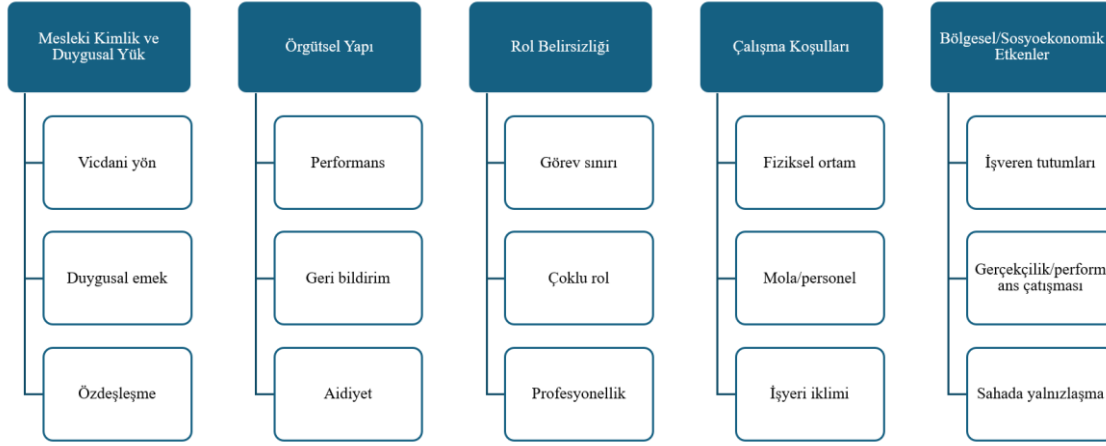 Mesleki Kimlik ve
Duygusal Yük
Vicdani yön
Duygusal emek
Özdeşleşme
Örgütsel Yapı
Performans
Geri bildirim
Aidiyet
Rol Belirsizliği
Görev sınırı
Çoklu rol
Profesyonellik
Çalışma Koşulları
Fiziksel ortam
Mola/personel
İşyeri iklimi
Bölgesel/Sosyoekonomik
Etkenler
İşveren tutumları
Gerçekçilik/perform
ans çatışması
Sahada yalnızlaşma